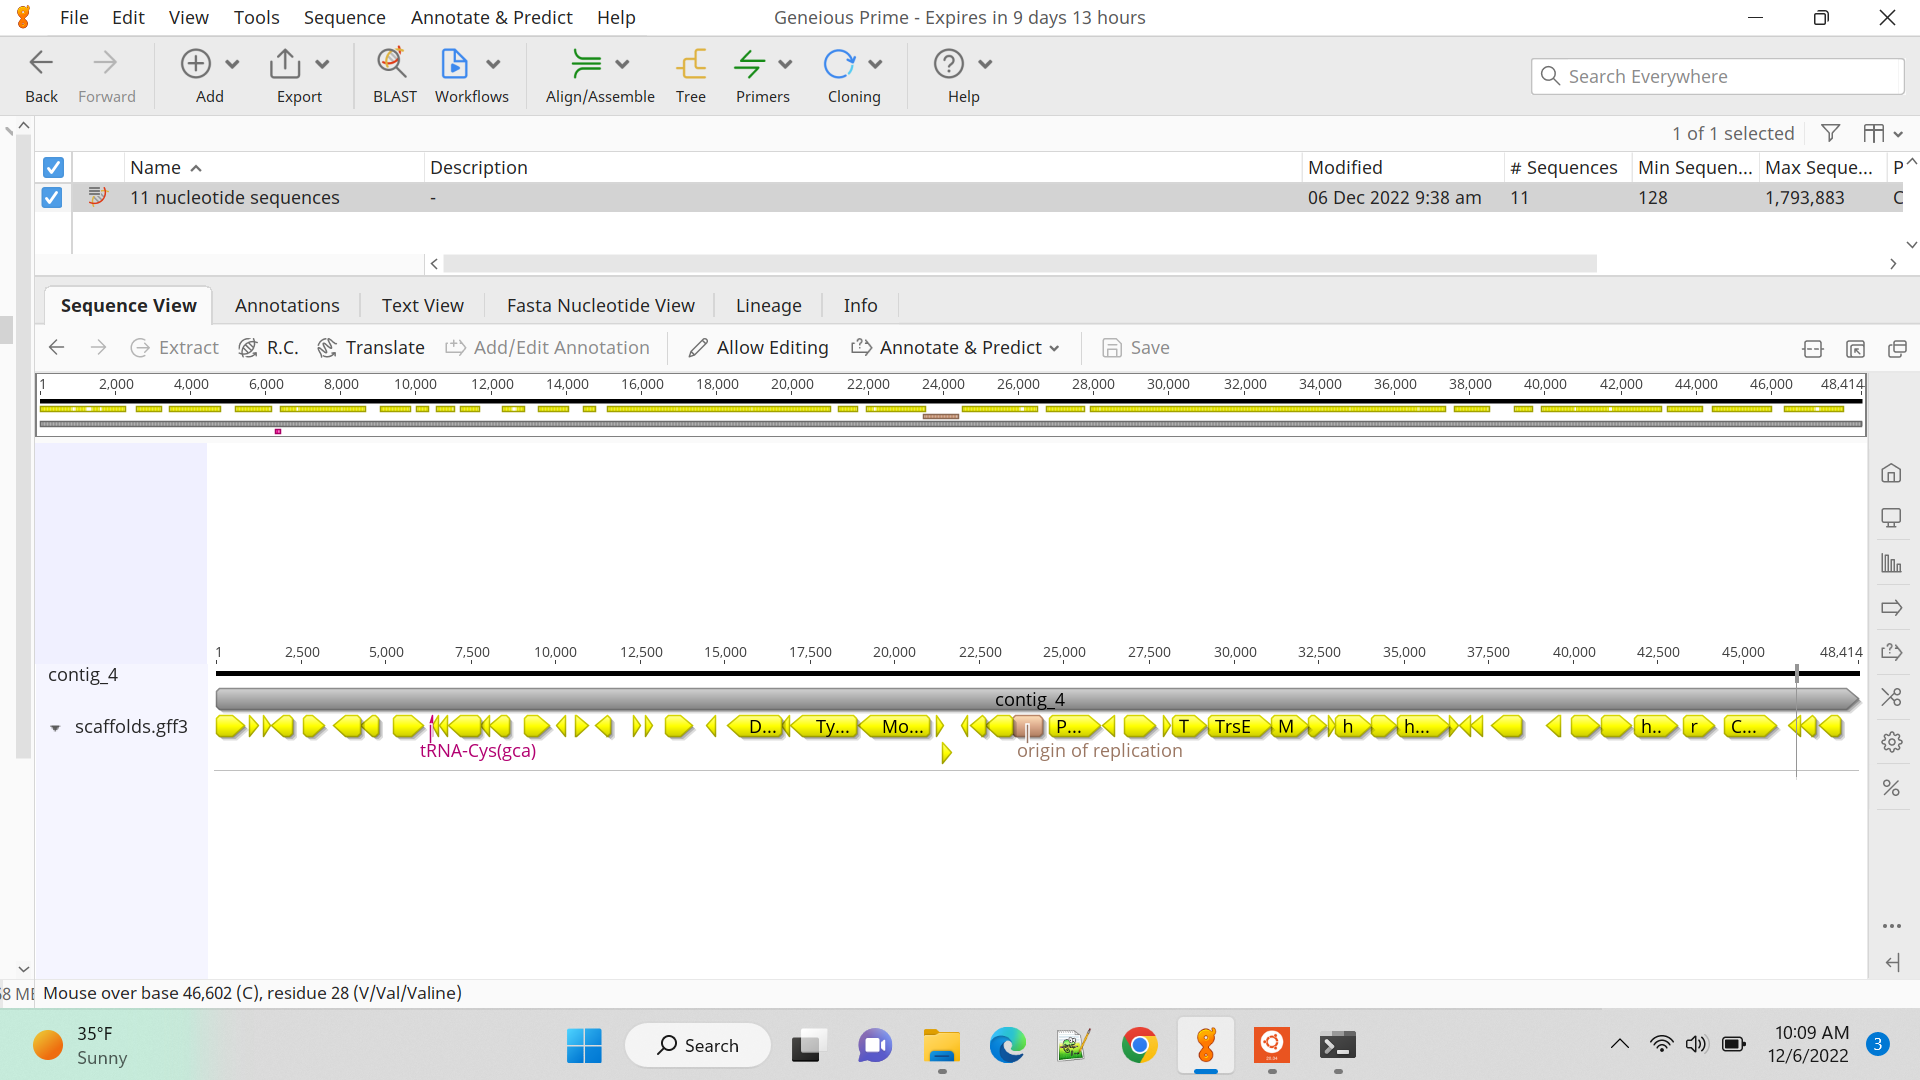 File Edit View Tools Sequence Annotate & Predict Help
Geneious Prime - Expires in 9 days 13 hours
Back Forward Add Export BLAST Workflows Align/Assemble Tree Primers Cloning Help
Search Everywhere
1 of 1 selected
Name Description Modified # Sequences Min Sequen... Max Seque... P
11 nucleotide sequences - 06 Dec 2022 9:38 am 11 128 1,793,883 C
Sequence View Annotations Text View Fasta Nucleotide View Lineage Info
Extract R.C. Translate Add/Edit Annotation Allow Editing Annotate & Predict Save
1 2,000 4,000 6,000 8,000 10,000 12,000 14,000 16,000 18,000 20,000 22,000 24,000 26,000 28,000 30,000 32,000 34,000 36,000 38,000 40,000 42,000 44,000 46,000 48,414
1 2,500 5,000 7,500 10,000 12,500 15,000 17,500 20,000 22,500 25,000 27,500 30,000 32,500 35,000 37,500 40,000 42,500 45,000 48,414
contig_4
contig_4
scaffolds.gff3 D... Ty... Mo... P... T TrsE M h h... h.. r C...
tRNA-Cys(gca) origin of replication
Mouse over base 46,602 (C), residue 28 (V/Val/Valine)
35°F
Sunny
Search
10:09 AM
12/6/2022
3